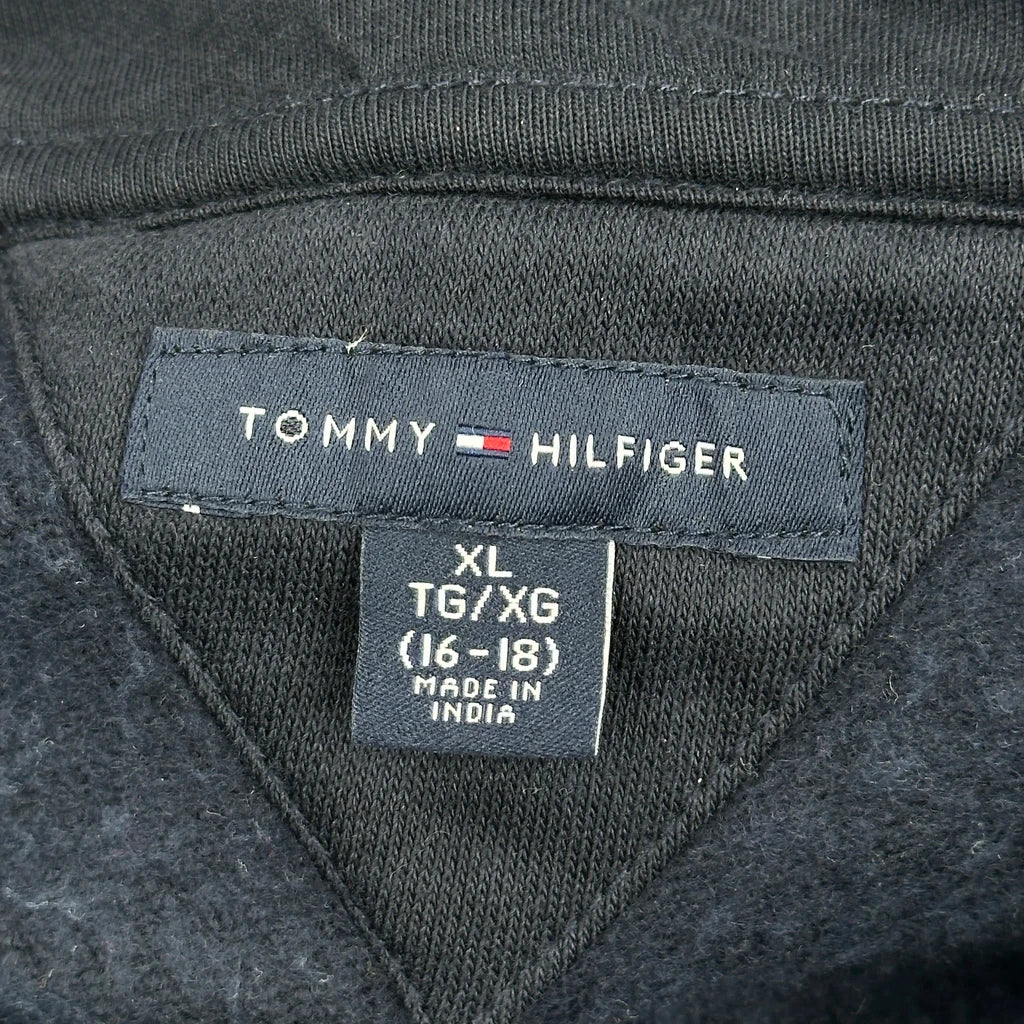 TOMMY HILFIGER
XL
TG/XG
(16-18)
MADE IN
INDIA